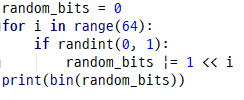 random_bits = 0
for i in range(64):
    if randint(0, 1):
        random_bits |= 1 << i
print(bin(random_bits))